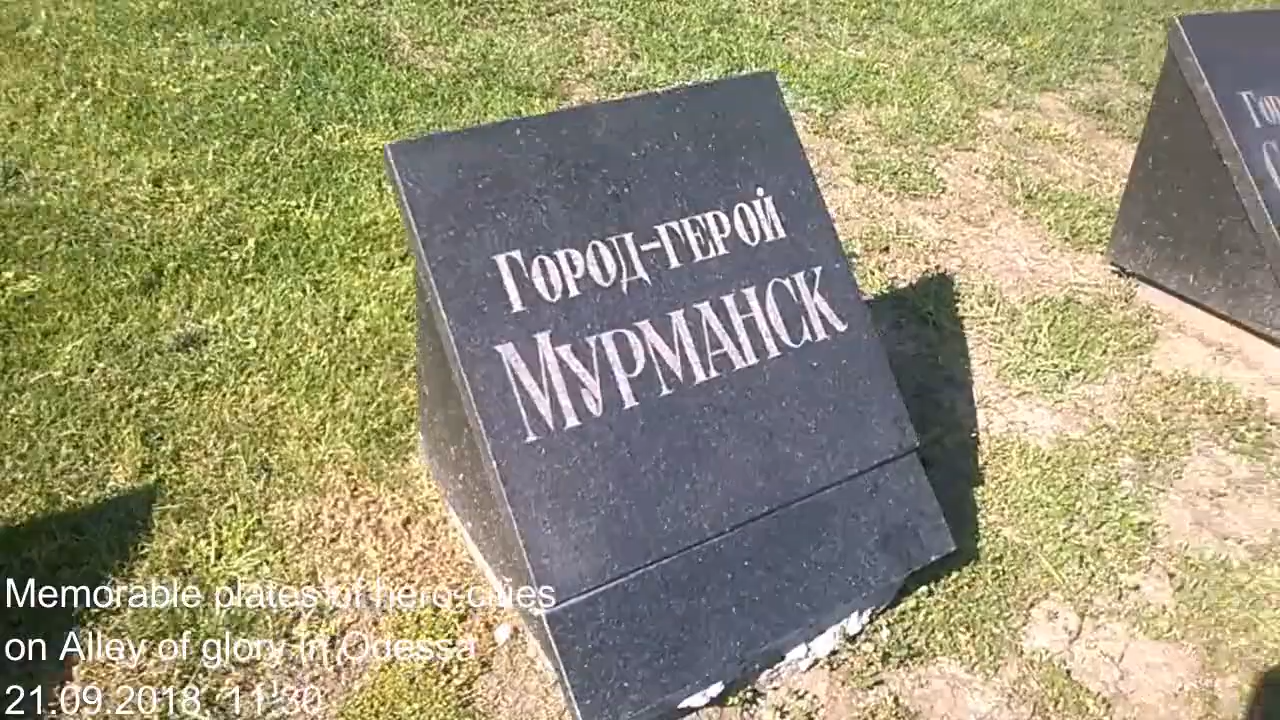 Город-герой
Мурманск
Memorable plates of hero-cities
on Alley of glory in Odessa
21.09.2018, 11:30